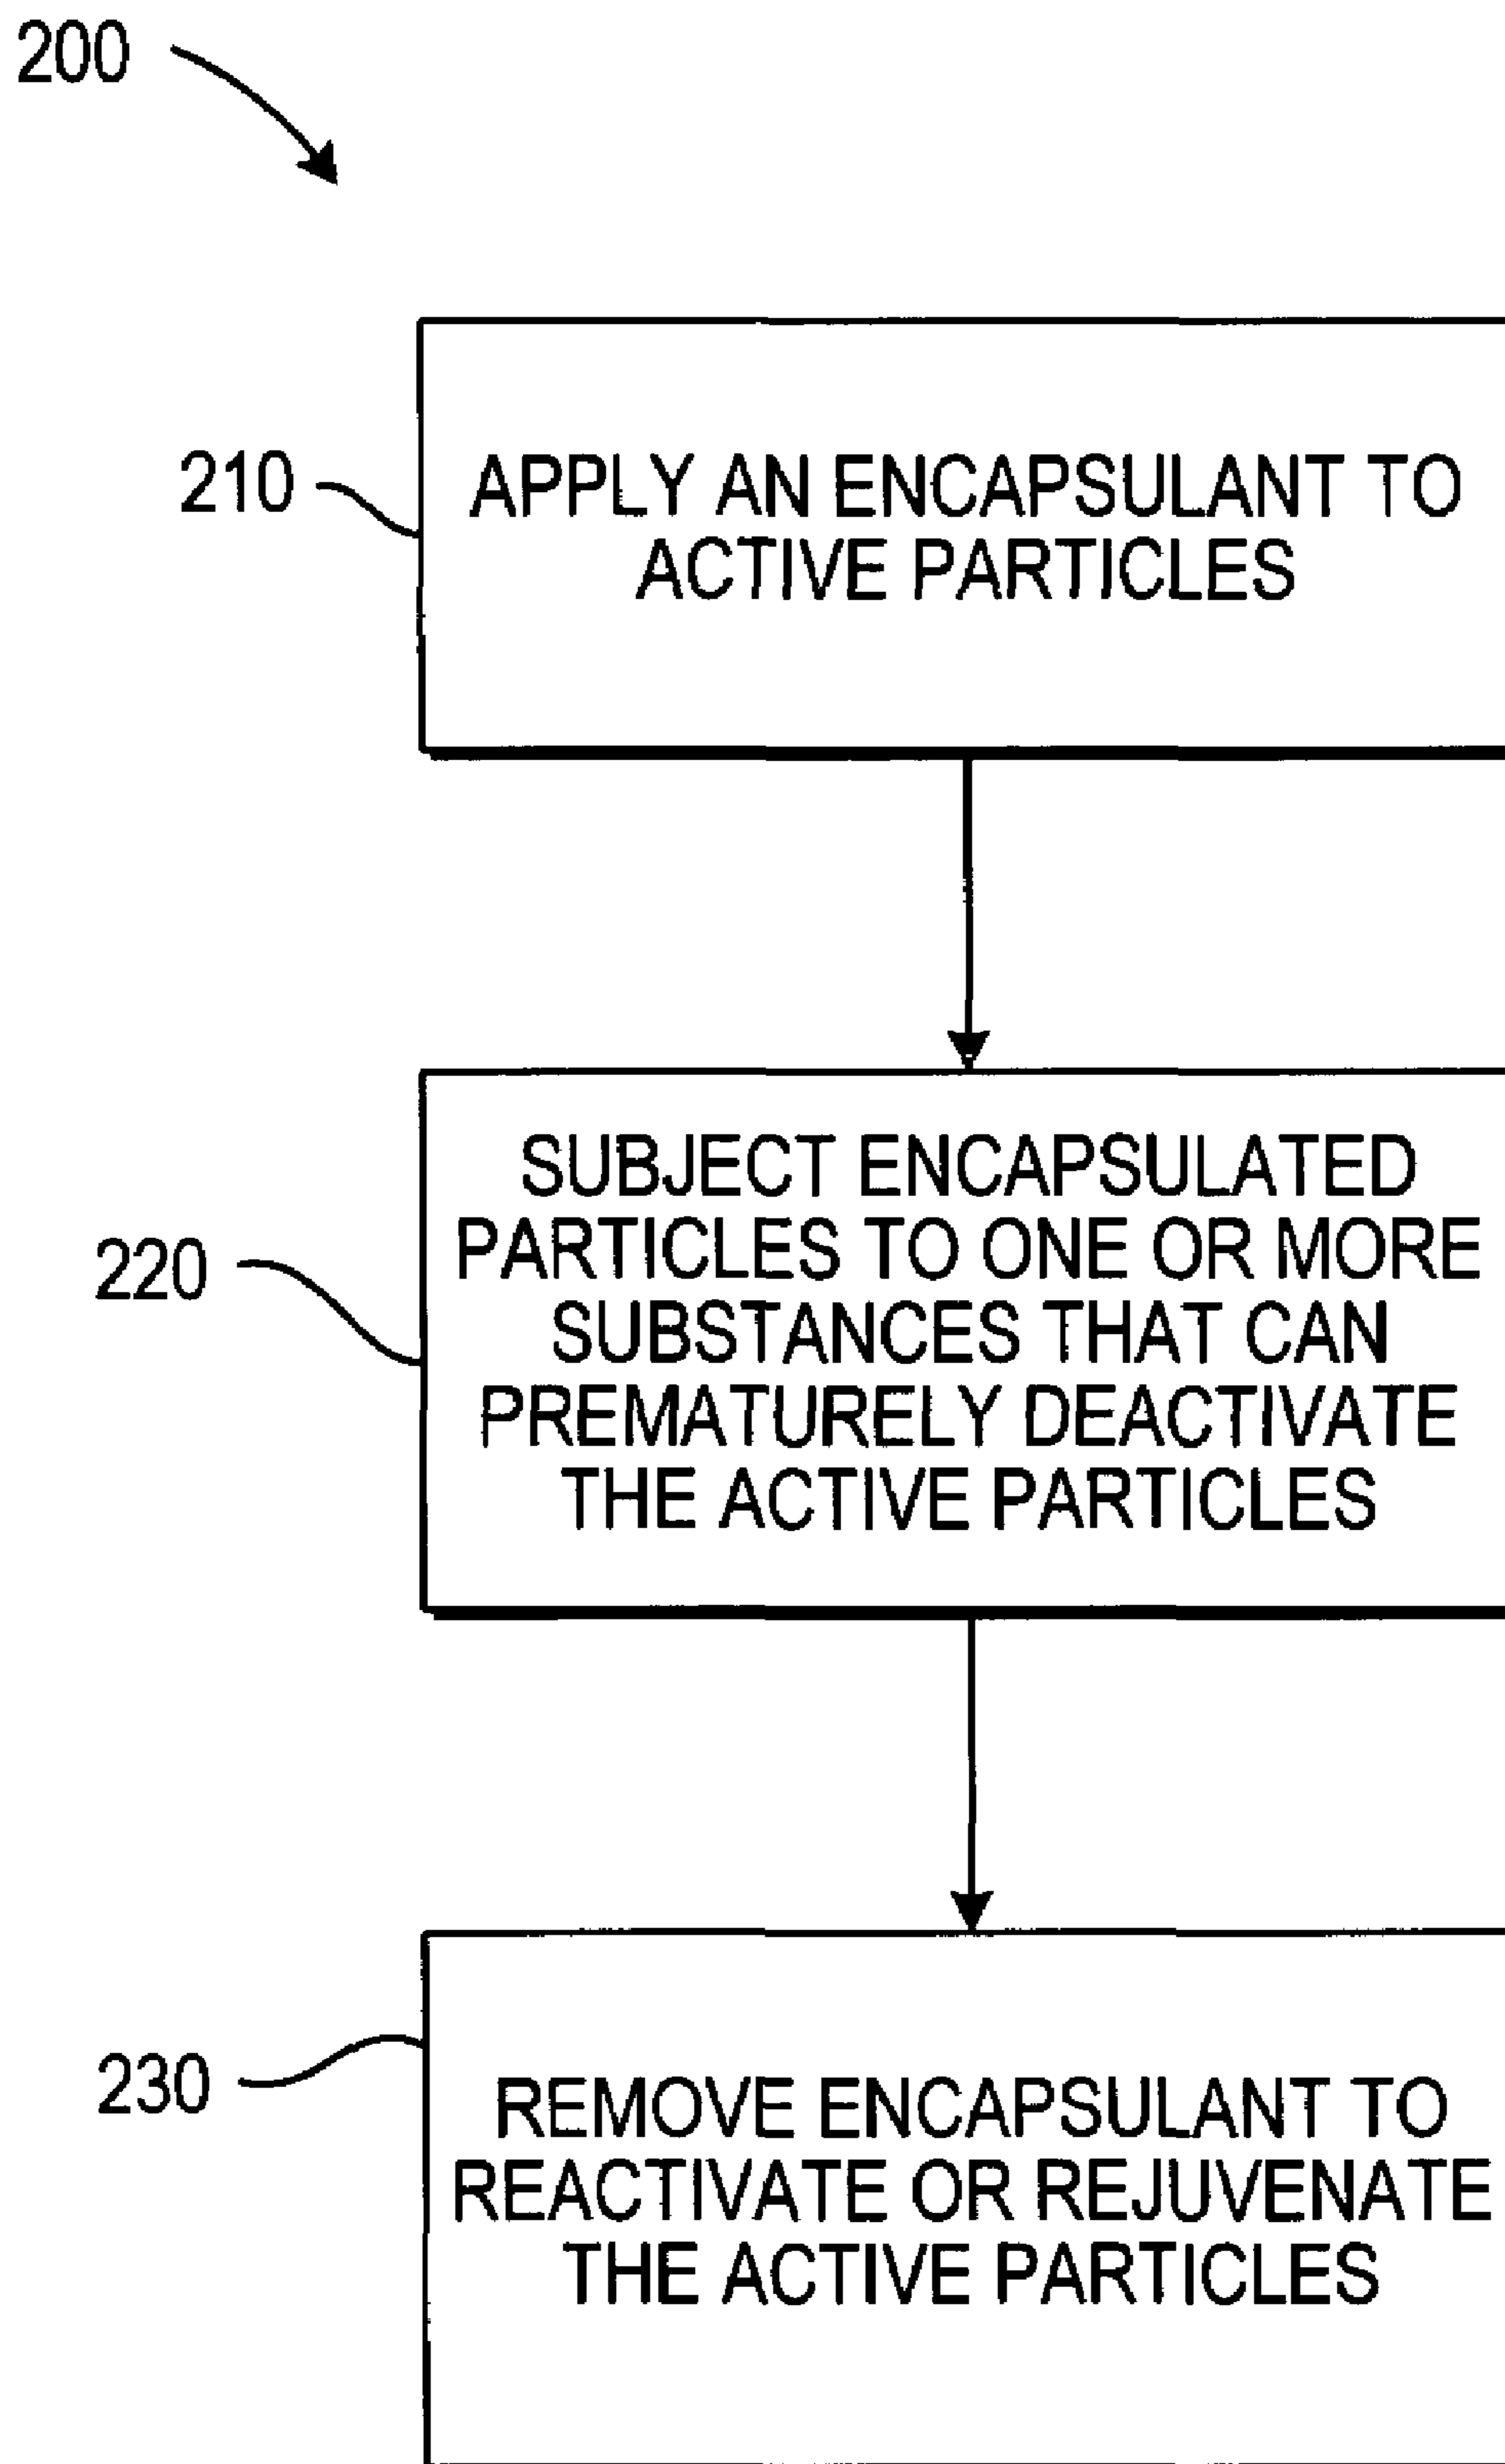 200
210
APPLY AN ENCAPSULANT TO
ACTIVE PARTICLES
220
SUBJECT ENCAPSULATED
PARTICLES TO ONE OR MORE
SUBSTANCES THAT CAN
PREMATURELY DEACTIVATE
THE ACTIVE PARTICLES
230
REMOVE ENCAPSULANT TO
REACTIVATE OR REJUVENATE
THE ACTIVE PARTICLES